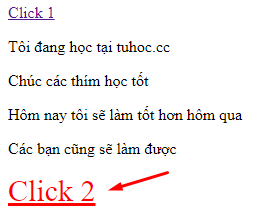 Click 1
Tôi đang học tại tuhoc.cc
Chúc các thím học tốt
Hôm nay tôi sẽ làm tốt hơn hôm qua
Các bạn cũng sẽ làm được
Click 2